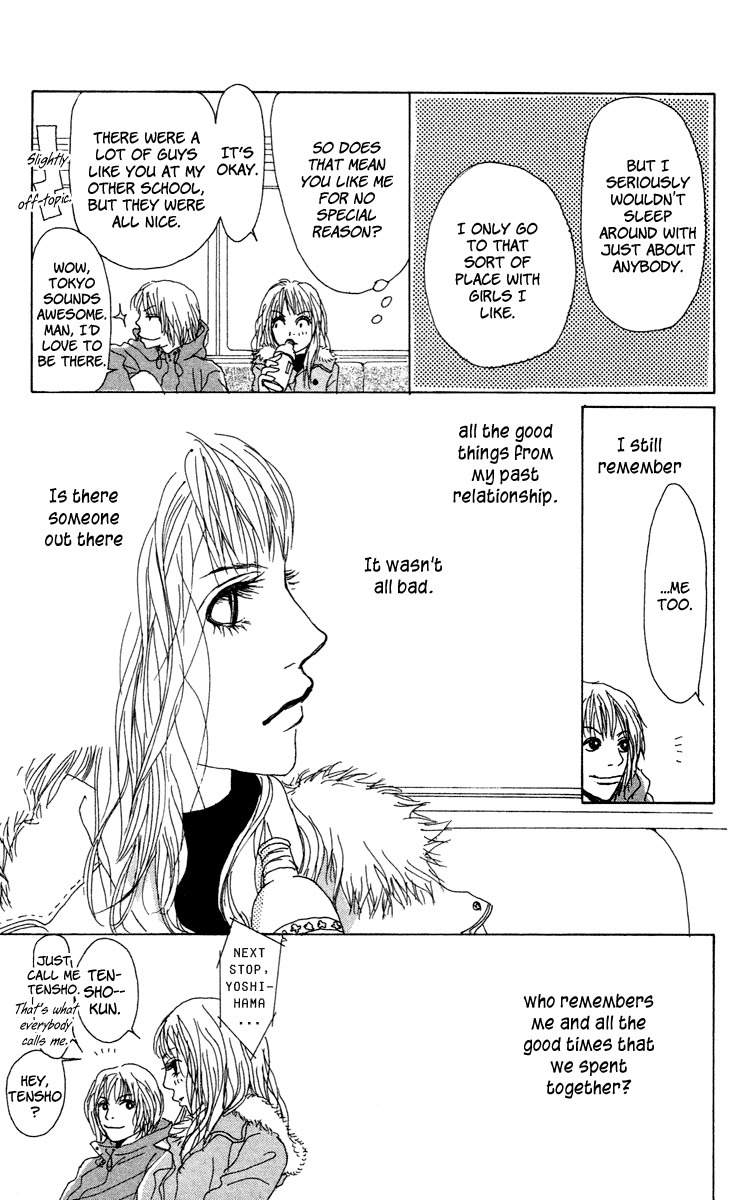 BUT I
SERIOUSLY
WOULDN'T
SLEEP
AROUND WITH
JUST ABOUT
ANYBODY.
I ONLY GO
TO THAT
SORT OF
PLACE WITH
GIRLS I
LIKE.
SO DOES
THAT MEAN
YOU LIKE ME
FOR NO
SPECIAL
REASON?
IT'S
OKAY.
THERE WERE A
LOT OF GUYS
LIKE YOU AT MY
OTHER SCHOOL,
BUT THEY WERE
ALL NICE.
Slightly
off-topic.
WOW,
TOKYO
SOUNDS
AWESOME.
MAN, I'D
LOVE TO
BE THERE.
...ME
TOO.
I still
remember
all the good
things from
my past
relationship.
It wasn't
all bad.
Is there
someone
out there
who remembers
me and all the
good times that
we spent
together?
NEXT
STOP,
YOSHI-
HAMA
...
TEN-
SHO--
KUN.
JUST
CALL ME
TENSHO.
That's what
everybody
calls me.
HEY,
TENSHO
?